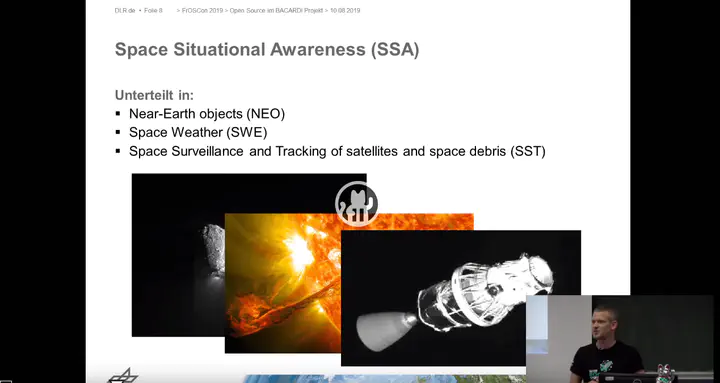 DLR.de • Folie 8 > FrOSCon 2019 > Open Source im BACARDI Projekt > 10.08.2019
Space Situational Awareness (SSA)
Unterteilt in:
▪ Near-Earth objects (NEO)
▪ Space Weather (SWE)
▪ Space Surveillance and Tracking of satellites and space debris (SST)